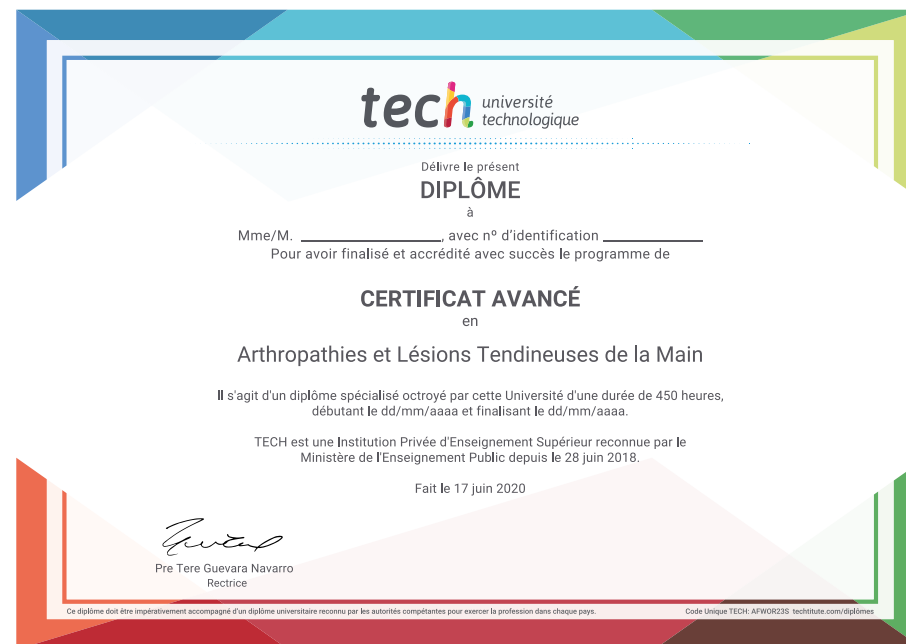 tech université
technologique
Délivre le présent
DIPLÔME
à
Mme/M. ____________________, avec nº d'identification ______________
Pour avoir finalisé et accrédité avec succès le programme de
CERTIFICAT AVANCÉ
en
Arthropathies et Lésions Tendineuses de la Main
Il s'agit d'un diplôme spécialisé octroyé par cette Université d'une durée de 450 heures,
débutant le dd/mm/aaaa et finalisant le dd/mm/aaaa.
TECH est une Institution Privée d'Enseignement Supérieur reconnue par le
Ministère de l'Enseignement Public depuis le 28 juin 2018.
Fait le 17 juin 2020
Pre Tere Guevara Navarro
Rectrice
Ce diplôme doit être impérativement accompagné d'un diplôme universitaire reconnu par les autorités compétantes pour exercer la profession dans chaque pays.
Code Unique TECH: AFWOR23S techtitute.com/diplômes